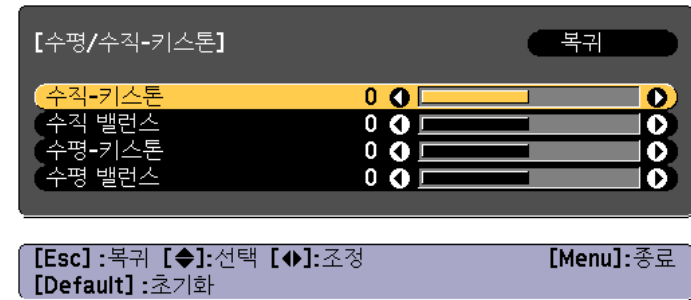 [수평/수직-키스톤] 복귀
수직-키스톤 0
수직 밸런스 0
수평-키스톤 0
수평 밸런스 0
[Esc] :복귀 [◆]:선택 [◀▶]:조정 [Menu]:종료
[Default] :초기화